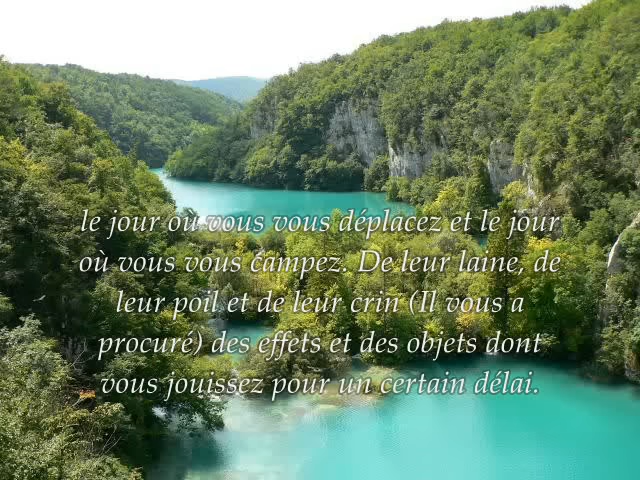 le jour où vous vous déplacez et le jour
où vous vous campez. De leur laine, de
leur poil et de leur crin (Il vous a
procuré) des effets et des objets dont
vous jouissez pour un certain délai.